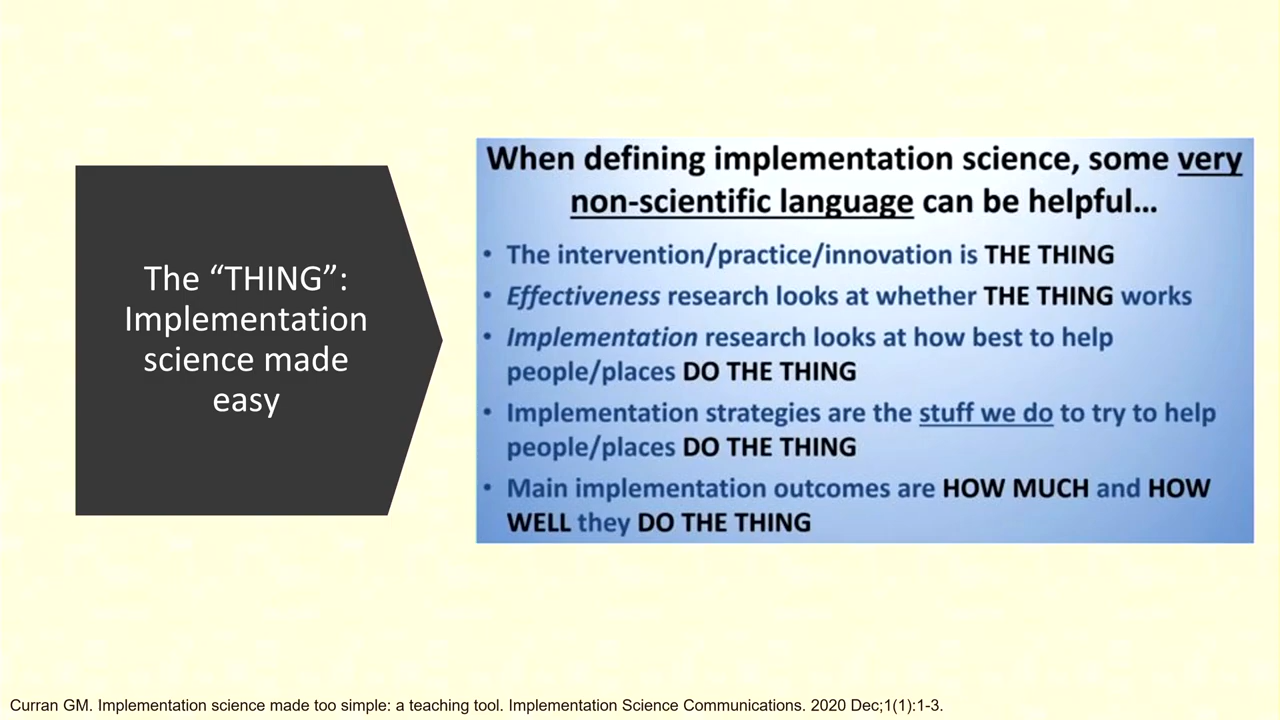 The “THING”:
Implementation
science made
easy
When defining implementation science, some very
non-scientific language can be helpful…
• The intervention/practice/innovation is THE THING
• Effectiveness research looks at whether THE THING works
• Implementation research looks at how best to help
people/places DO THE THING
• Implementation strategies are the stuff we do to try to help
people/places DO THE THING
• Main implementation outcomes are HOW MUCH and HOW
WELL they DO THE THING
Curran GM. Implementation science made too simple: a teaching tool. Implementation Science Communications. 2020 Dec;1(1):1-3.